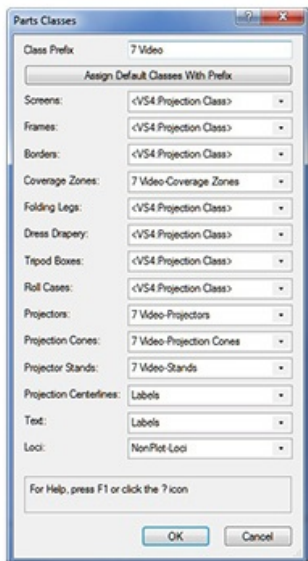 Parts Classes
Class Prefix 7 Video
Assign Default Classes With Prefix
Screens: <VS4:Projection Class>
Frames: <VS4:Projection Class>
Borders: <VS4:Projection Class>
Coverage Zones: 7 Video-Coverage Zones
Folding Legs: <VS4:Projection Class>
Dress Drapery: <VS4:Projection Class>
Tripod Boxes: <VS4:Projection Class>
Roll Cases: <VS4:Projection Class>
Projectors: 7 Video-Projectors
Projection Cones: 7 Video-Projection Cones
Projector Stands: 7 Video-Stands
Projection Centerlines: Labels
Text: Labels
Loci: NonPlot-Loci
For Help, press F1 or click the ? icon
OK Cancel